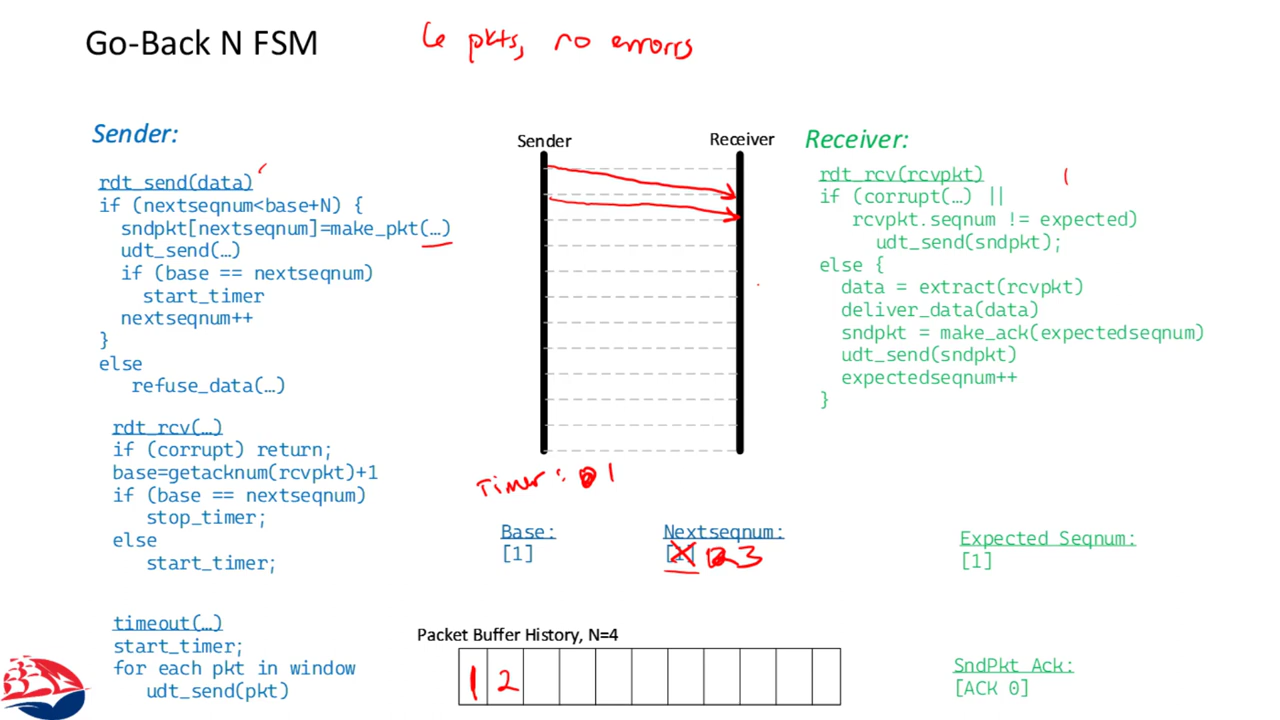 Go-Back N FSM
6 pkts, no errors
Sender:
rdt_send(data)
if (nextseqnum<base+N) {
sndpkt[nextseqnum]=make_pkt(…)
udt_send(…)
if (base == nextseqnum)
start_timer
nextseqnum++
}
else
refuse_data(…)
rdt_rcv(…)
if (corrupt) return;
base=getacknum(rcvpkt)+1
if (base == nextseqnum)
stop_timer;
else
start_timer;
timeout(…)
start_timer;
for each pkt in window
udt_send(pkt)
Sender
Receiver
Timer: 1
Base:
[1]
Nextseqnum:
[1] 3
Packet Buffer History, N=4
1 2
Receiver:
rdt_rcv(rcvpkt)
1
if (corrupt(…) ||
rcvpkt.seqnum != expected)
udt_send(sndpkt);
else {
data = extract(rcvpkt)
deliver_data(data)
sndpkt = make_ack(expectedseqnum)
udt_send(sndpkt)
expectedseqnum++
}
Expected Seqnum:
[1]
SndPkt Ack:
[ACK 0]